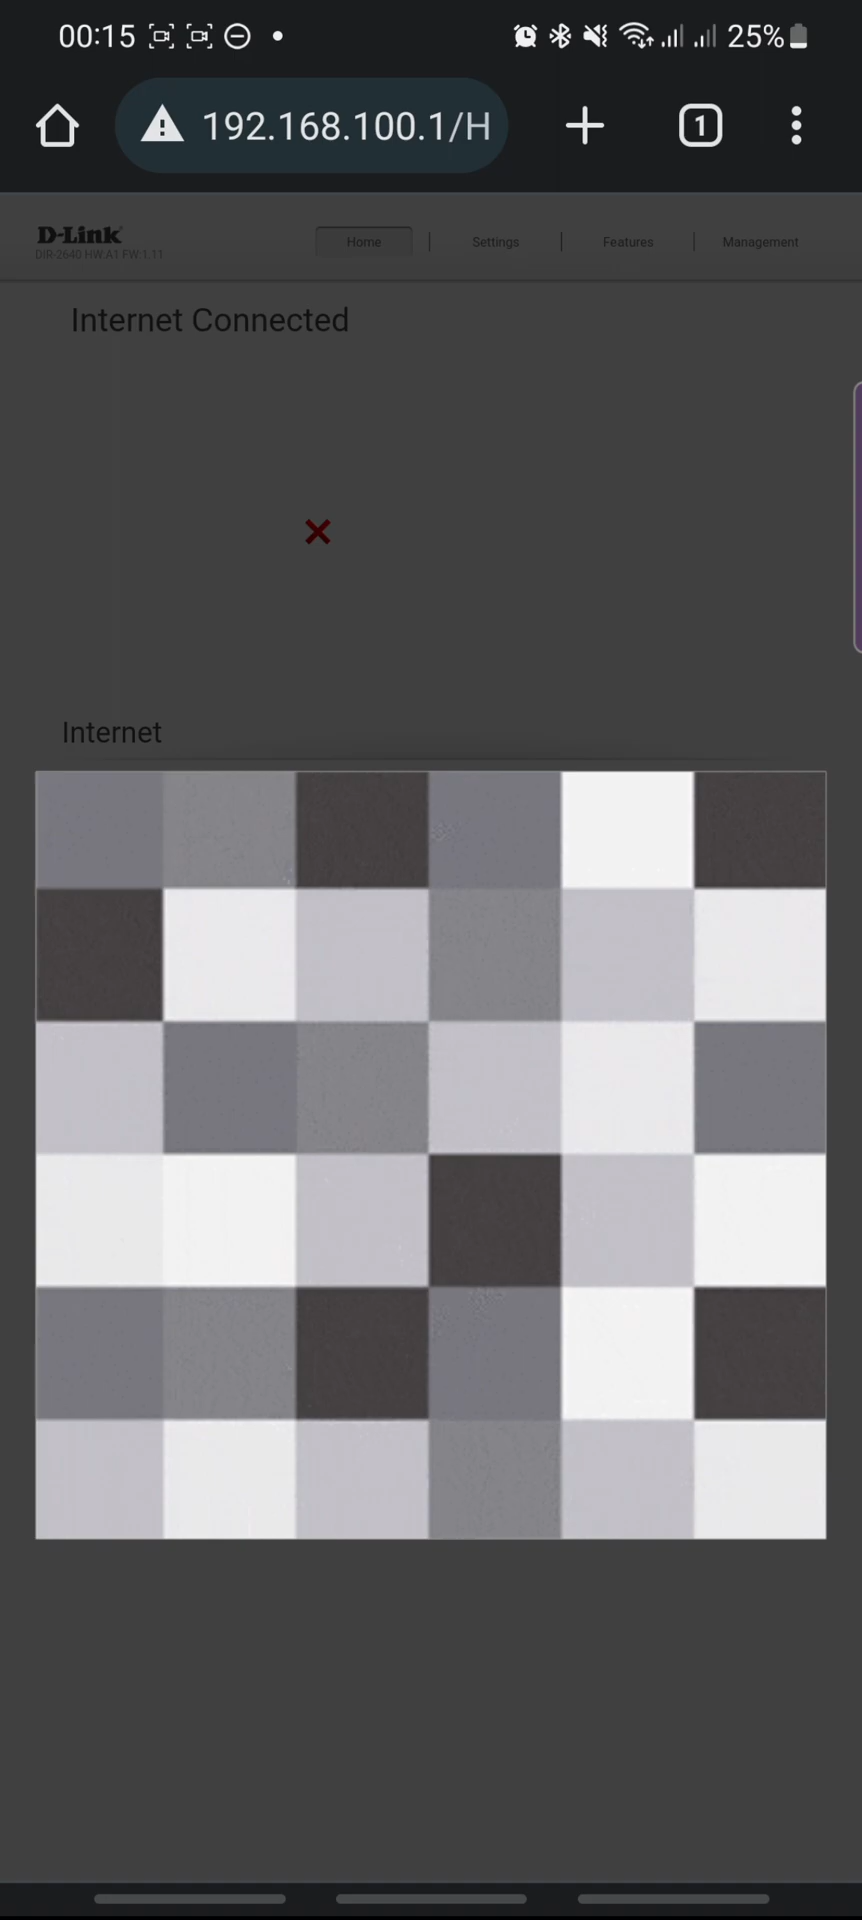 00:15
25%
192.168.100.1/H
1
D-Link
DIR-2640 HW:A1 FW:1.11
Home
Settings
Features
Management
Internet Connected
Internet